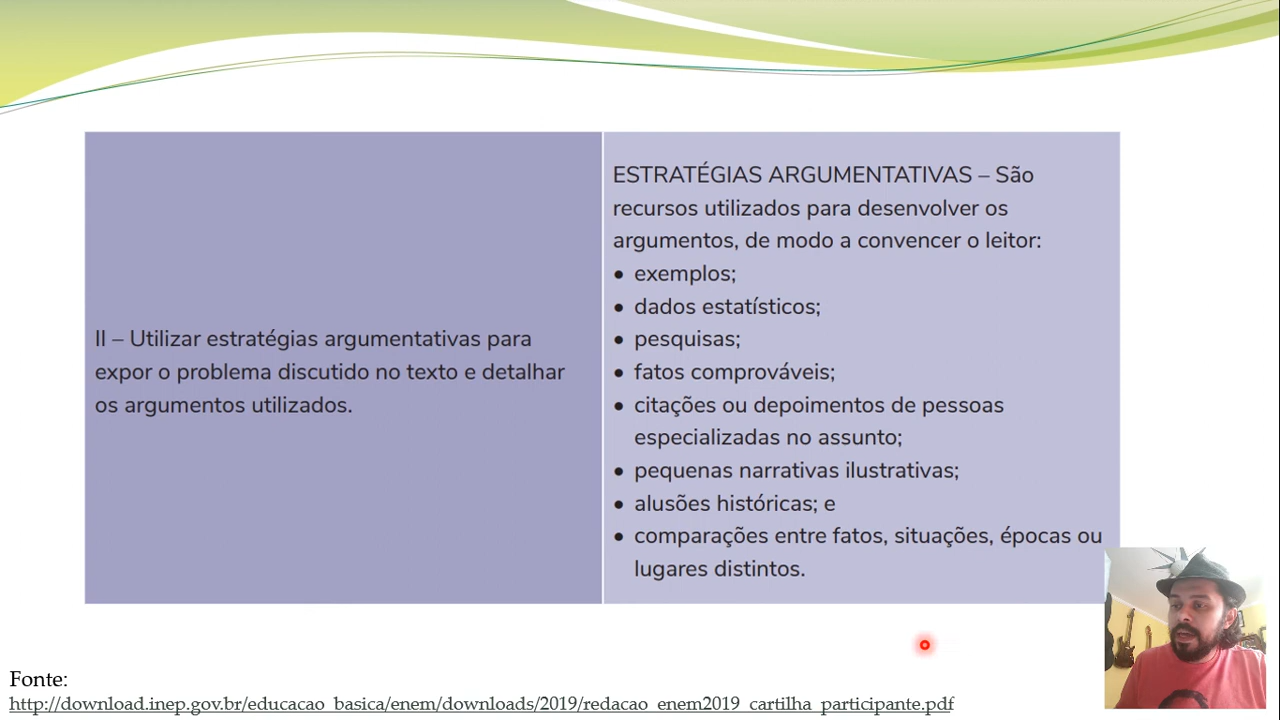 II – Utilizar estratégias argumentativas para
expor o problema discutido no texto e detalhar
os argumentos utilizados.
ESTRATÉGIAS ARGUMENTATIVAS – São
recursos utilizados para desenvolver os
argumentos, de modo a convencer o leitor:
• exemplos;
• dados estatísticos;
• pesquisas;
• fatos comprováveis;
• citações ou depoimentos de pessoas
especializadas no assunto;
• pequenas narrativas ilustrativas;
• alusões históricas; e
• comparações entre fatos, situações, épocas ou
lugares distintos.
Fonte:
http://download.inep.gov.br/educacao_basica/enem/downloads/2019/redacao_enem2019_cartilha_participante.pdf